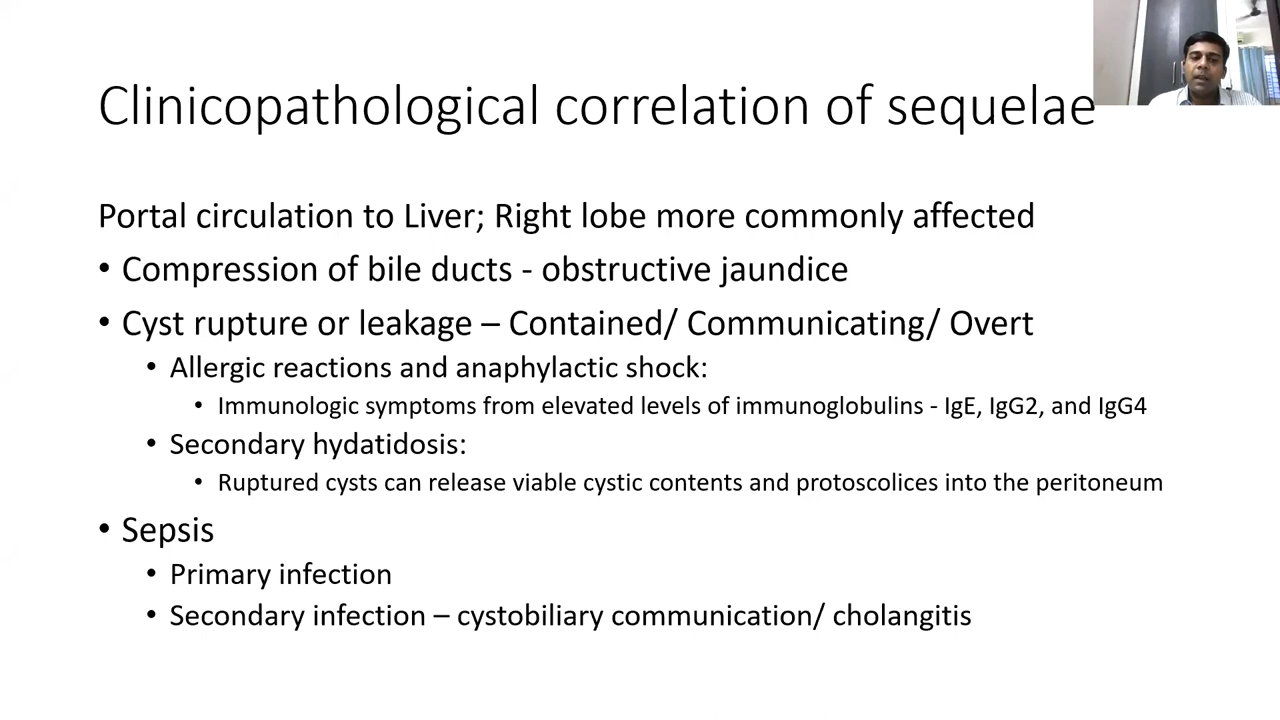 Clinicopathological correlation of sequelae
Portal circulation to Liver; Right lobe more commonly affected
• Compression of bile ducts - obstructive jaundice
• Cyst rupture or leakage – Contained/ Communicating/ Overt
• Allergic reactions and anaphylactic shock:
• Immunologic symptoms from elevated levels of immunoglobulins - IgE, IgG2, and IgG4
• Secondary hydatidosis:
• Ruptured cysts can release viable cystic contents and protoscolices into the peritoneum
• Sepsis
• Primary infection
• Secondary infection – cystobiliary communication/ cholangitis